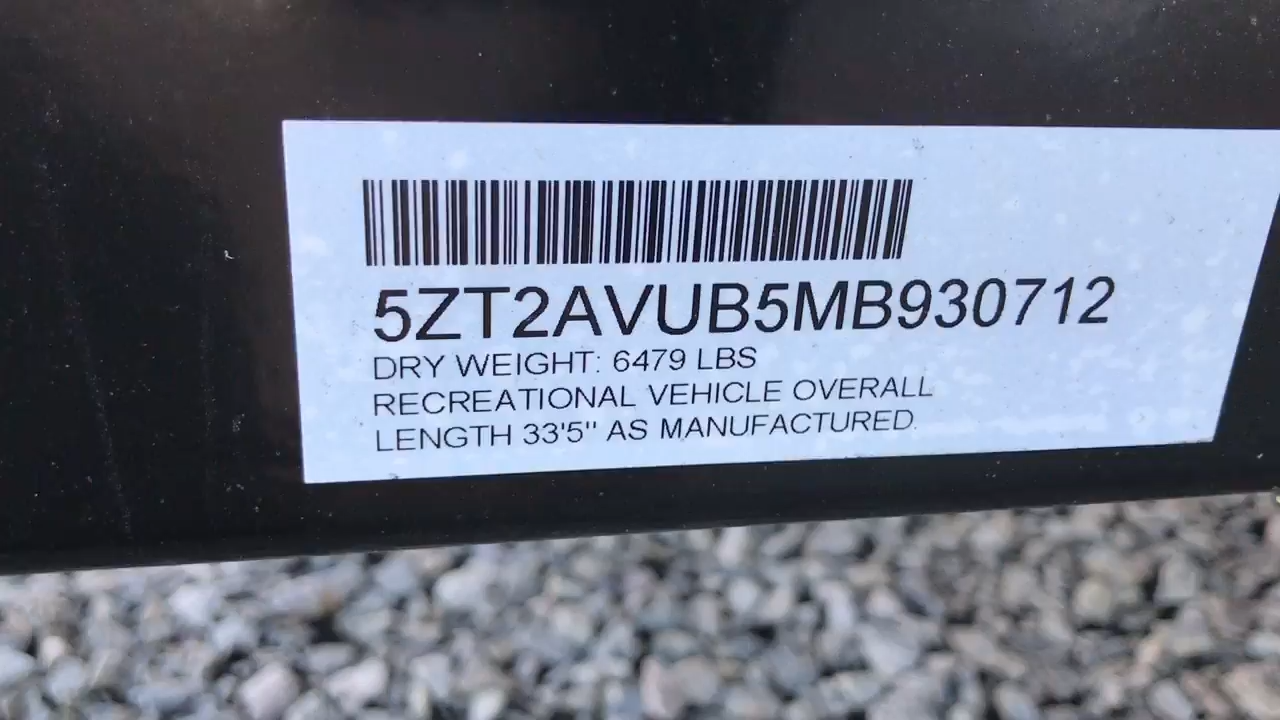 5ZT2AVUB5MB930712
DRY WEIGHT: 6479 LBS
RECREATIONAL VEHICLE OVERALL
LENGTH 33'5" AS MANUFACTURED.